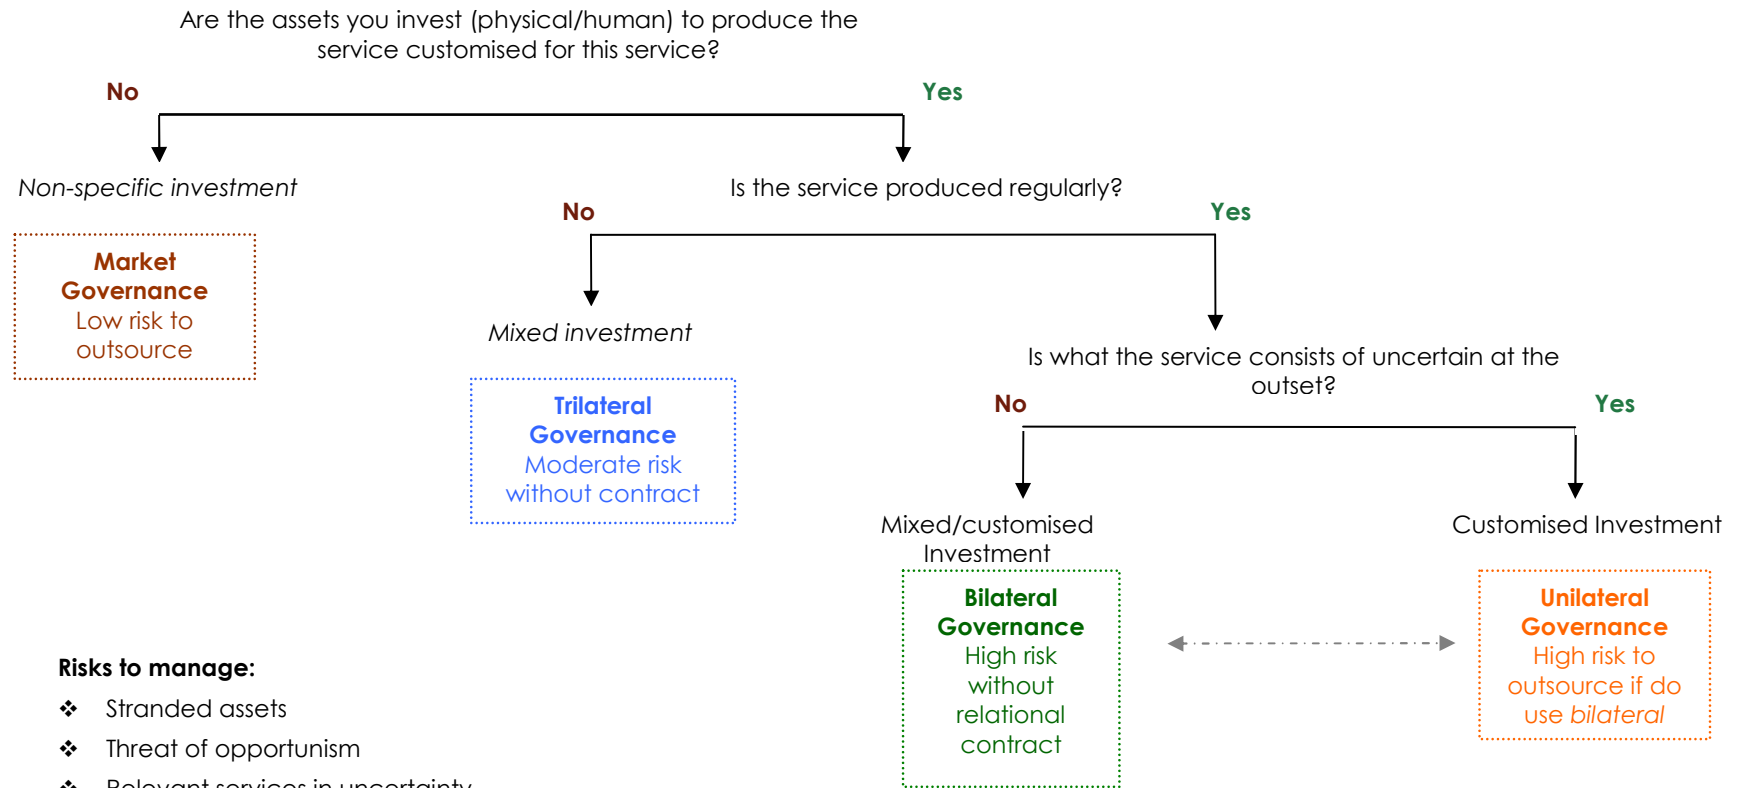 Are the assets you invest (physical/human) to produce the
service customised for this service?
No
Yes
Non-specific investment
Is the service produced regularly?
No
Yes
Market
Governance
Low risk to
outsource
Mixed investment
Is what the service consists of uncertain at the
outset?
No
Yes
Trilateral
Governance
Moderate risk
without contract
Mixed/customised
Investment
Customised Investment
Bilateral
Governance
High risk
without
relational
contract
Unilateral
Governance
High risk to
outsource if do
use bilateral
Risks to manage:
❖ Stranded assets
❖ Threat of opportunism
❖ Relevant services in uncertainty